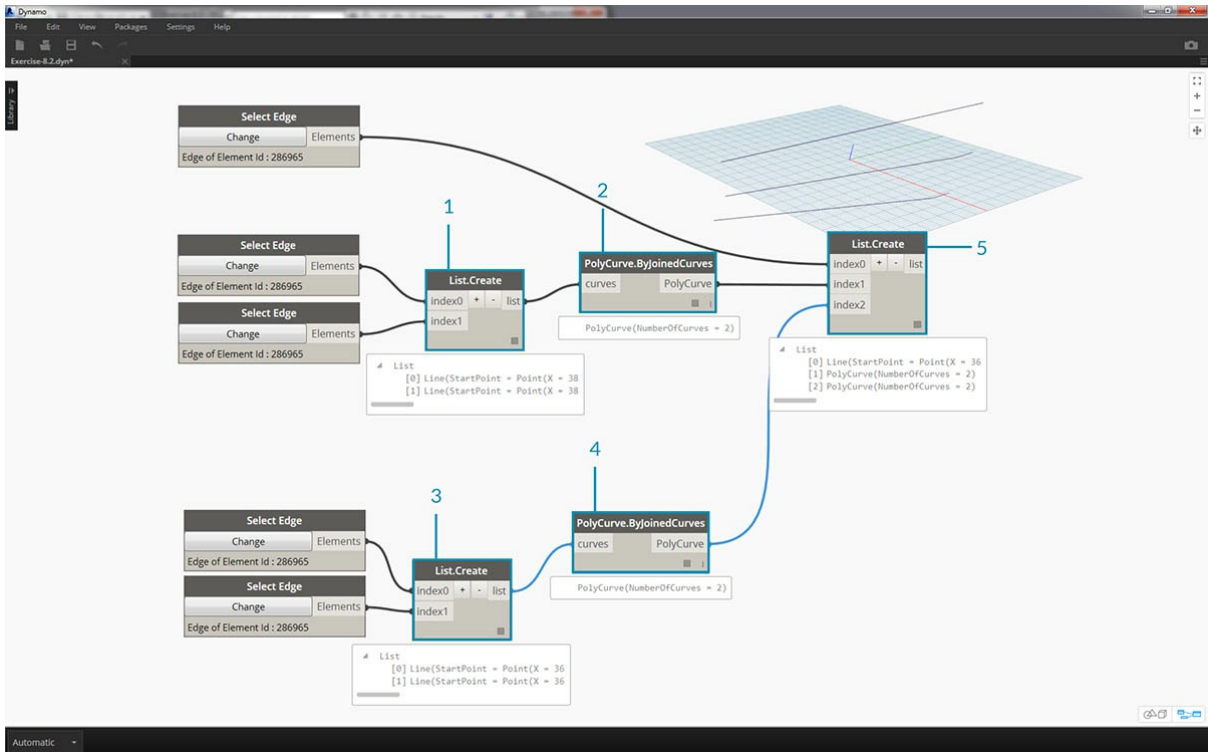 Dynamo
File Edit View Packages Settings Help
Exercise-8.2.dyn*
Library
Select Edge
Change Elements
Edge of Element Id : 286965
1
2
Select Edge
Change Elements
Edge of Element Id : 286965
Select Edge
Change Elements
Edge of Element Id : 286965
List.Create
index0 + - list
index1
List
[0] Line(StartPoint = Point(X = 38
[1] Line(StartPoint = Point(X = 38
PolyCurve.ByJoinedCurves
curves PolyCurve
PolyCurve(NumberOfCurves = 2)
List.Create
index0 + - list
index1
index2
5
List
[0] Line(StartPoint = Point(X = 36
[1] PolyCurve(NumberOfCurves = 2)
[2] PolyCurve(NumberOfCurves = 2)
3
4
Select Edge
Change Elements
Edge of Element Id : 286965
Select Edge
Change Elements
Edge of Element Id : 286965
List.Create
index0 + - list
index1
List
[0] Line(StartPoint = Point(X = 36
[1] Line(StartPoint = Point(X = 36
PolyCurve.ByJoinedCurves
curves PolyCurve
PolyCurve(NumberOfCurves = 2)
Automatic